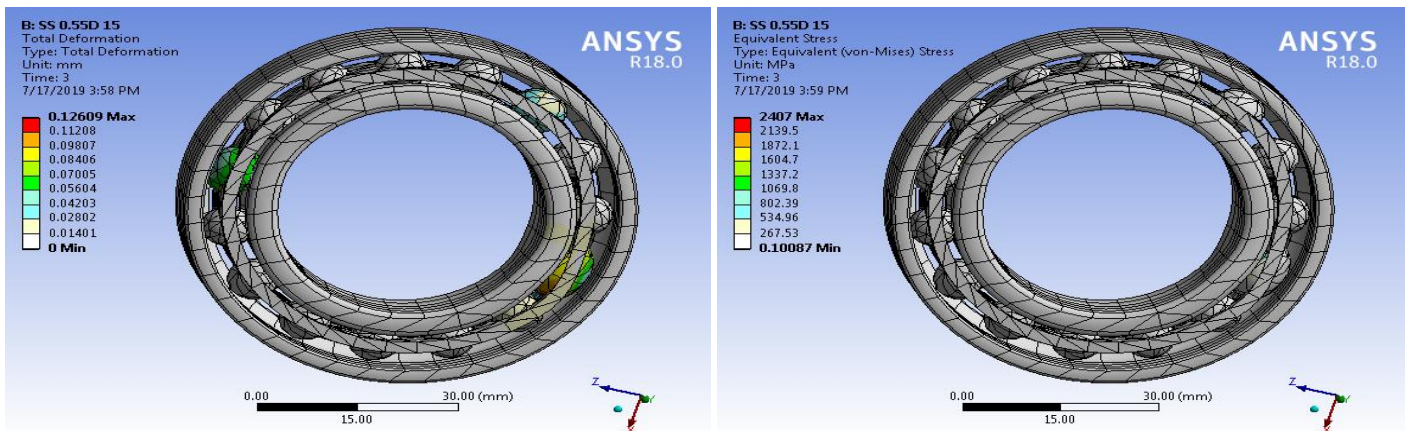 B: SS 0.55D 15
Total Deformation
Type: Total Deformation
Unit: mm
Time: 3
7/17/2019 3:58 PM
ANSYS
R18.0
0.12609 Max
0.11208
0.09807
0.08406
0.07005
0.05604
0.04203
0.02802
0.01401
0 Min
0.00
30.00 (mm)
15.00
Z
Y
X
B: SS 0.55D 15
Equivalent Stress
Type: Equivalent (von-Mises) Stress
Unit: MPa
Time: 3
7/17/2019 3:59 PM
ANSYS
R18.0
2407 Max
2139.5
1872.1
1604.7
1337.2
1069.8
802.39
534.96
267.53
0.10087 Min
0.00
30.00 (mm)
15.00
Z
Y
X